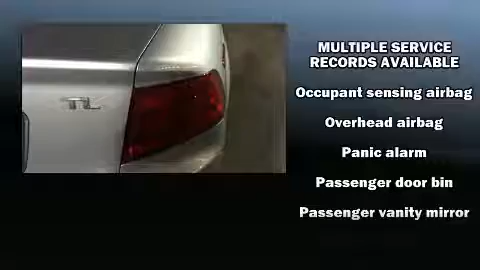 TL
MULTIPLE SERVICE
RECORDS AVAILABLE
Occupant sensing airbag
Overhead airbag
Panic alarm
Passenger door bin
Passenger vanity mirror